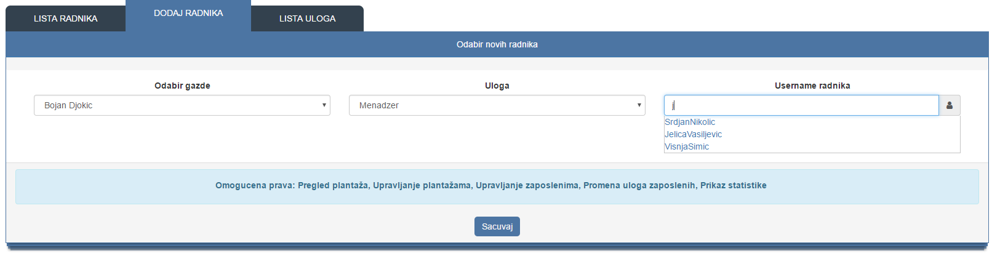 LISTA RADNIKA
DODAJ RADNIKA
LISTA ULOGA
Odabir novih radnika
Odabir gazde
Uloga
Username radnika
Bojan Djokic
Menadzer
j
SrdjanNikolic
JelicaVasiljevic
VisnjaSimic
Omogucena prava: Pregled plantaža, Upravljanje plantažama, Upravljanje zaposlenima, Promena uloga zaposlenih, Prikaz statistike
Sacuvaj